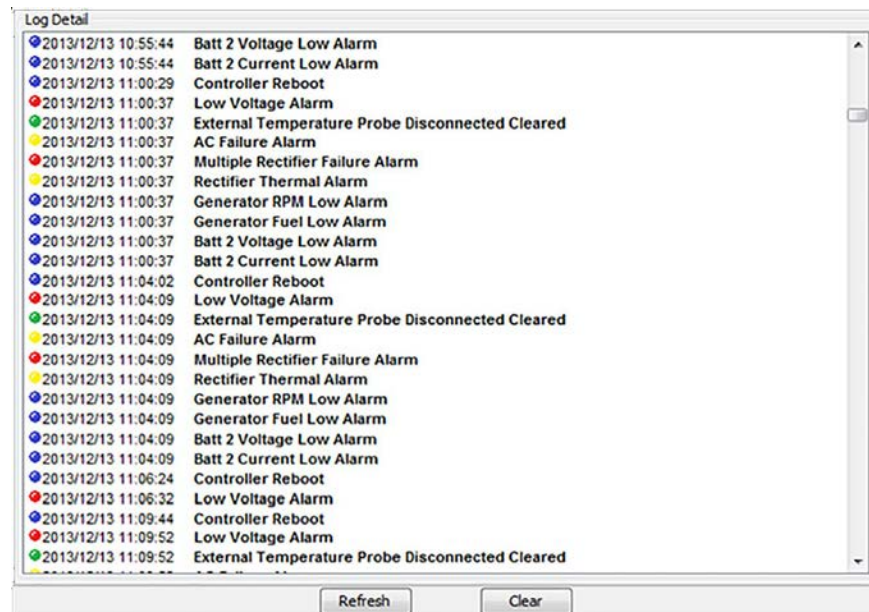 Log Detail
2013/12/13 10:55:44 Batt 2 Voltage Low Alarm
2013/12/13 10:55:44 Batt 2 Current Low Alarm
2013/12/13 11:00:29 Controller Reboot
2013/12/13 11:00:37 Low Voltage Alarm
2013/12/13 11:00:37 External Temperature Probe Disconnected Cleared
2013/12/13 11:00:37 AC Failure Alarm
2013/12/13 11:00:37 Multiple Rectifier Failure Alarm
2013/12/13 11:00:37 Rectifier Thermal Alarm
2013/12/13 11:00:37 Generator RPM Low Alarm
2013/12/13 11:00:37 Generator Fuel Low Alarm
2013/12/13 11:00:37 Batt 2 Voltage Low Alarm
2013/12/13 11:00:37 Batt 2 Current Low Alarm
2013/12/13 11:04:02 Controller Reboot
2013/12/13 11:04:09 Low Voltage Alarm
2013/12/13 11:04:09 External Temperature Probe Disconnected Cleared
2013/12/13 11:04:09 AC Failure Alarm
2013/12/13 11:04:09 Multiple Rectifier Failure Alarm
2013/12/13 11:04:09 Rectifier Thermal Alarm
2013/12/13 11:04:09 Generator RPM Low Alarm
2013/12/13 11:04:09 Generator Fuel Low Alarm
2013/12/13 11:04:09 Batt 2 Voltage Low Alarm
2013/12/13 11:04:09 Batt 2 Current Low Alarm
2013/12/13 11:06:24 Controller Reboot
2013/12/13 11:06:32 Low Voltage Alarm
2013/12/13 11:09:44 Controller Reboot
2013/12/13 11:09:52 Low Voltage Alarm
2013/12/13 11:09:52 External Temperature Probe Disconnected Cleared
Refresh Clear